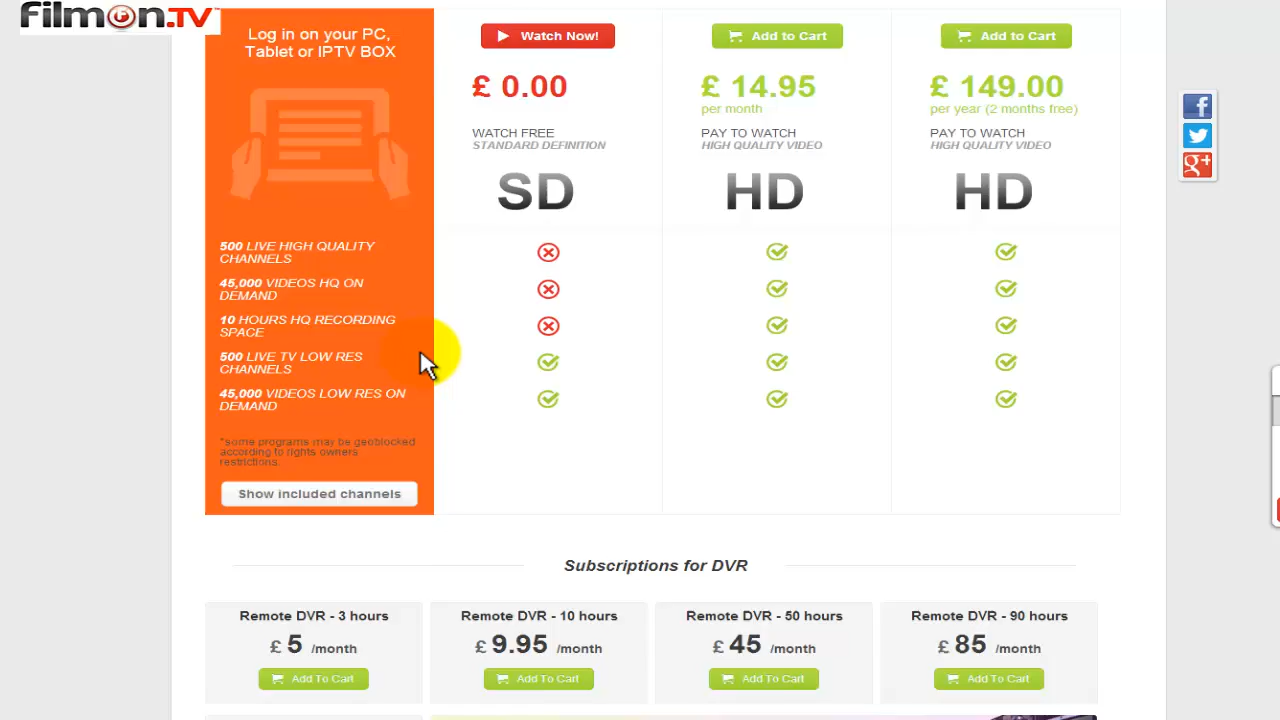 FilmOn.TV
Log in on your PC,
Tablet or IPTV BOX
500 LIVE HIGH QUALITY
CHANNELS
45,000 VIDEOS HQ ON
DEMAND
10 HOURS HQ RECORDING
SPACE
500 LIVE TV LOW RES
CHANNELS
45,000 VIDEOS LOW RES ON
DEMAND
*some programs may be geoblocked
according to rights owners
restrictions.
Show included channels
Watch Now!
£ 0.00
WATCH FREE
STANDARD DEFINITION
SD
Add to Cart
£ 14.95
per month
PAY TO WATCH
HIGH QUALITY VIDEO
HD
Add to Cart
£ 149.00
per year (2 months free)
PAY TO WATCH
HIGH QUALITY VIDEO
HD
Subscriptions for DVR
Remote DVR - 3 hours
£ 5 /month
Add To Cart
Remote DVR - 10 hours
£ 9.95 /month
Add To Cart
Remote DVR - 50 hours
£ 45 /month
Add To Cart
Remote DVR - 90 hours
£ 85 /month
Add To Cart